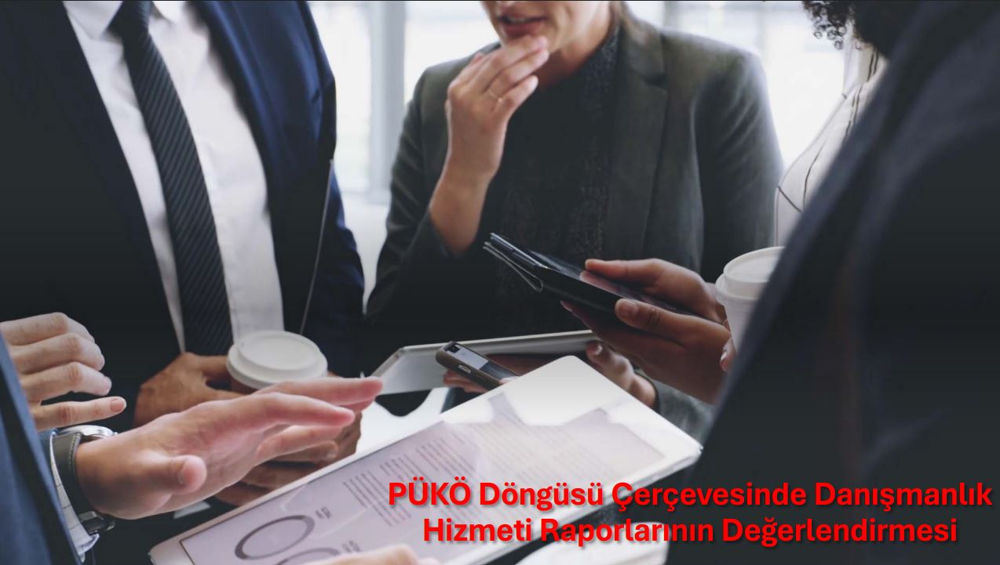 PÜKÖ Döngüsü Çerçevesinde Danışmanlık
Hizmeti Raporlarının Değerlendirmesi